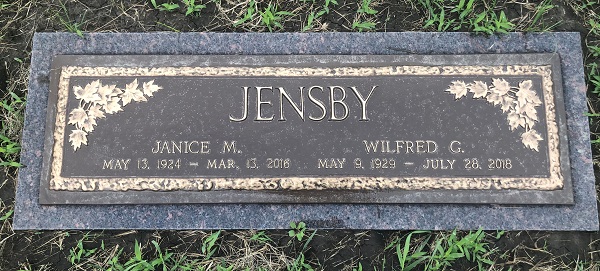 JENSBY
JANICE M. WILFRED G.
MAY 13, 1924 – MAR. 13, 2016 MAY 9, 1929 – JULY 28, 2018